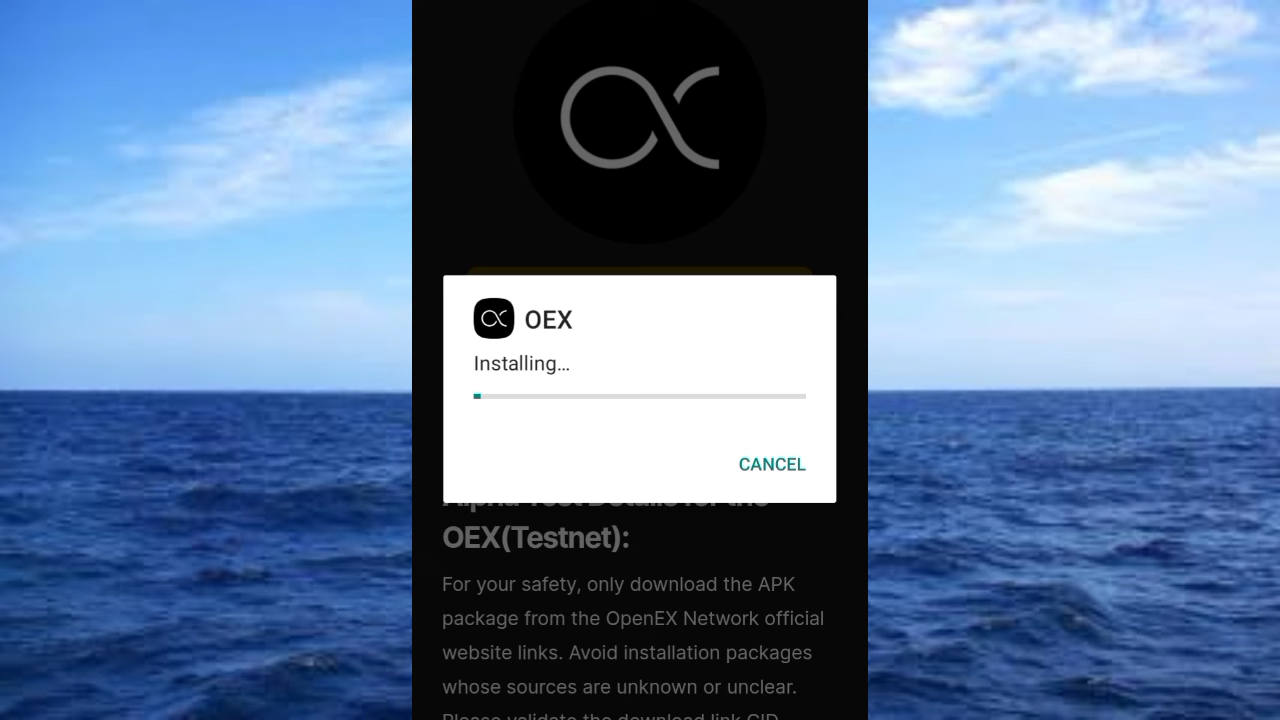 OEX
Installing...
CANCEL
Alpha Test Details for the
OEX(Testnet):
For your safety, only download the APK
package from the OpenEX Network official
website links. Avoid installation packages
whose sources are unknown or unclear.
Please validate the download link CID